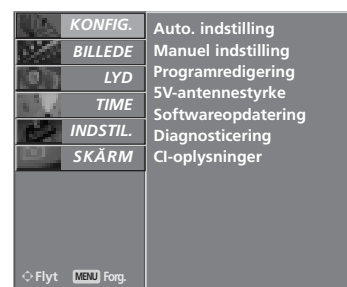 KONFIG.
BILLEDE
LYD
TIME
INDSTIL.
SKĂRM
Auto. indstilling
Manuel indstilling
Programredigering
5V-antennestyrke
Softwareopdatering
Diagnosticering
CI-oplysninger
Flyt MENU Forg.